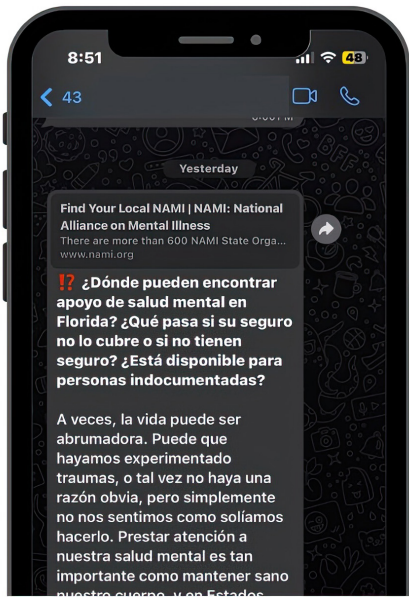 8:51
48
43
Yesterday
Find Your Local NAMI | NAMI: National
Alliance on Mental Illness
There are more than 600 NAMI State Orga...
www.nami.org
⁉️ ¿Dónde pueden encontrar
apoyo de salud mental en
Florida? ¿Qué pasa si su seguro
no lo cubre o si no tienen
seguro? ¿Está disponible para
personas indocumentadas?
A veces, la vida puede ser
abrumadora. Puede que
hayamos experimentado
traumas, o tal vez no haya una
razón obvia, pero simplemente
no nos sentimos como solíamos
hacerlo. Prestar atención a
nuestra salud mental es tan
importante como mantener sano
nuestro cuerpo, y en Estados